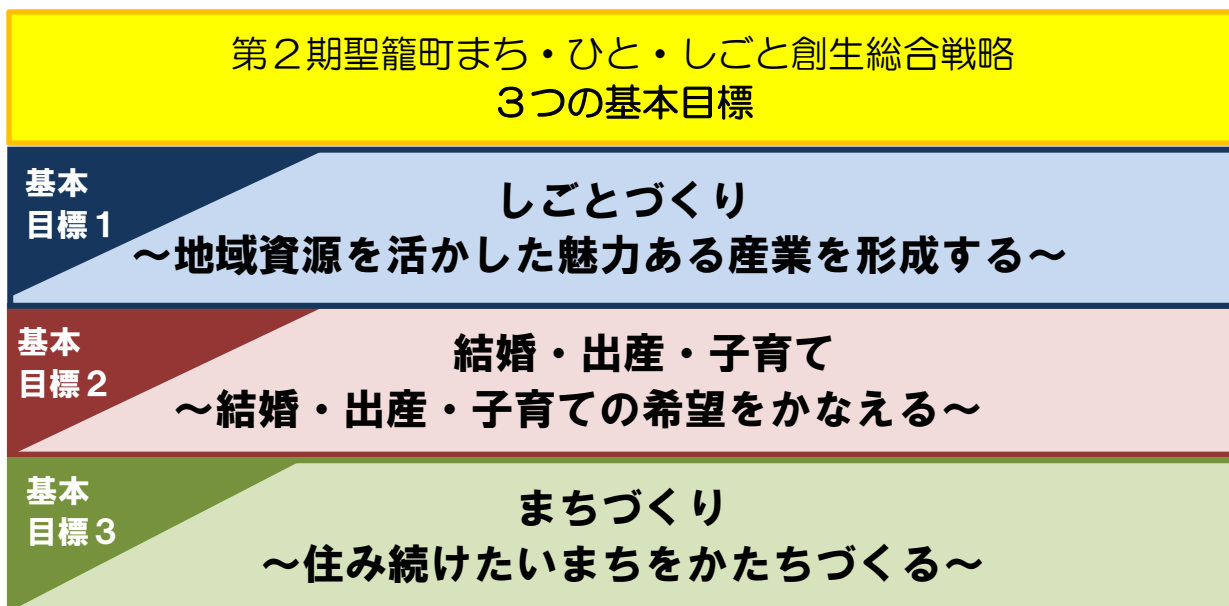 第２期聖籠町まち・ひと・しごと創生総合戦略
３つの基本目標
基本
目標１
しごとづくり
～地域資源を活かした魅力ある産業を形成する～
基本
目標２
結婚・出産・子育て
～結婚・出産・子育ての希望をかなえる～
基本
目標３
まちづくり
～住み続けたいまちをかたちづくる～